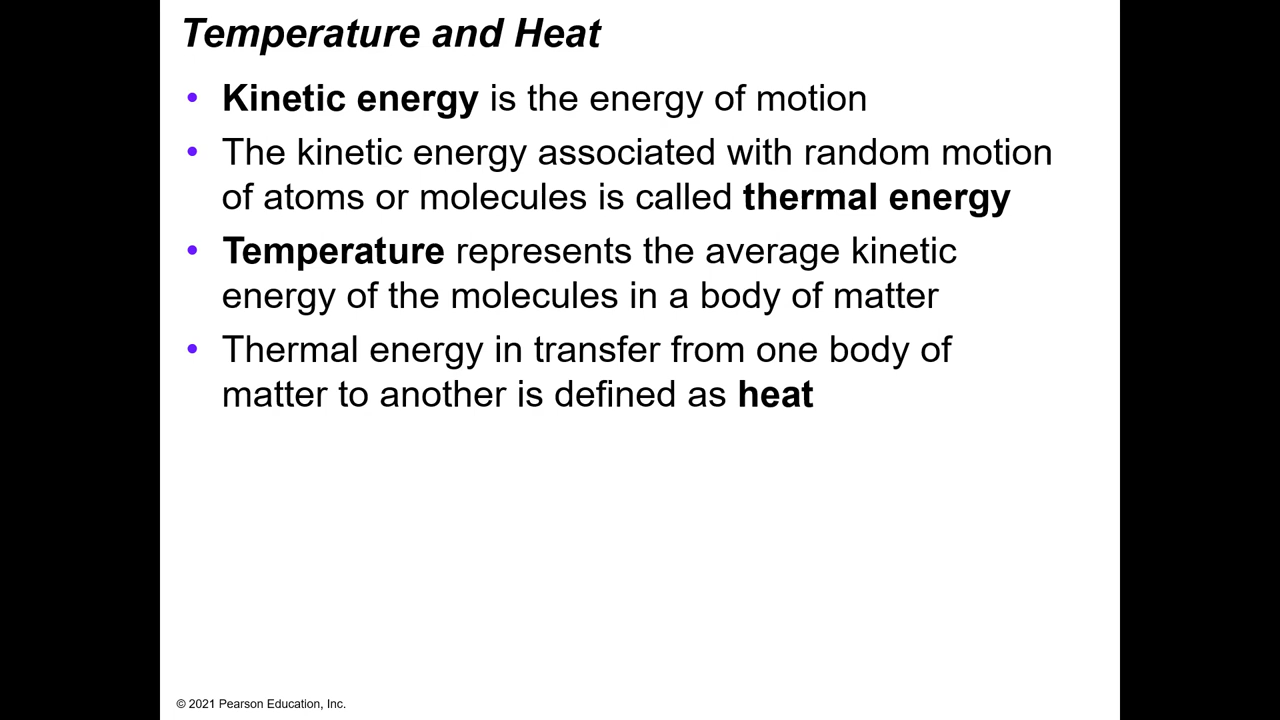 Temperature and Heat
• Kinetic energy is the energy of motion
• The kinetic energy associated with random motion
of atoms or molecules is called thermal energy
• Temperature represents the average kinetic
energy of the molecules in a body of matter
• Thermal energy in transfer from one body of
matter to another is defined as heat
© 2021 Pearson Education, Inc.